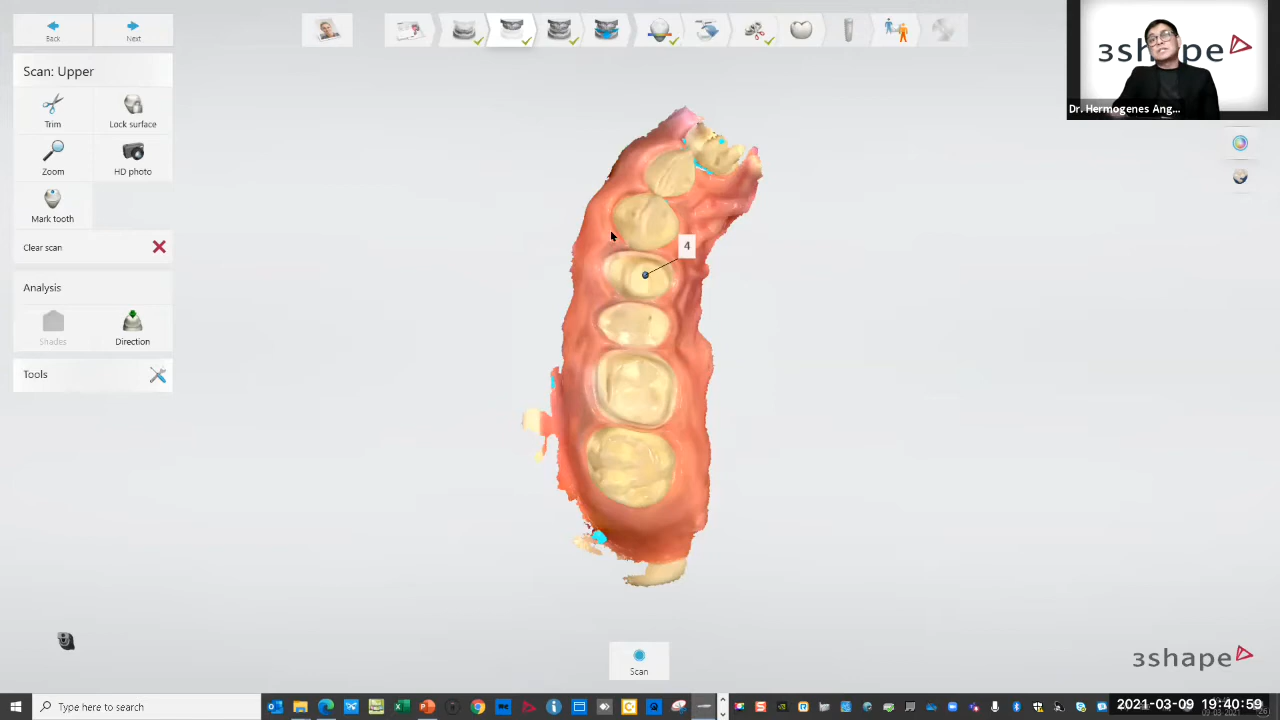 Back
Next
Scan: Upper
Trim
Lock surface
Zoom
HD photo
Mark tooth
Clear scan
Analysis
Shades
Direction
Tools
4
Scan
3shape
Dr. Hermogenes Ang...
3shape
Type here to search
2021-03-09 19:40:59